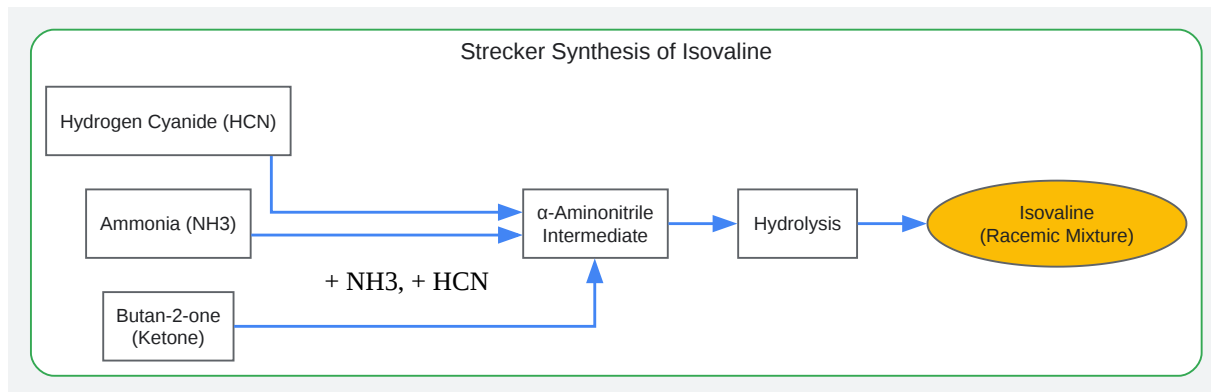 Strecker Synthesis of Isovaline
Hydrogen Cyanide (HCN)
Ammonia (NH3)
α-Aminonitrile
Intermediate
Hydrolysis
Isovaline
(Racemic Mixture)
+ NH3, + HCN
Butan-2-one
(Ketone)